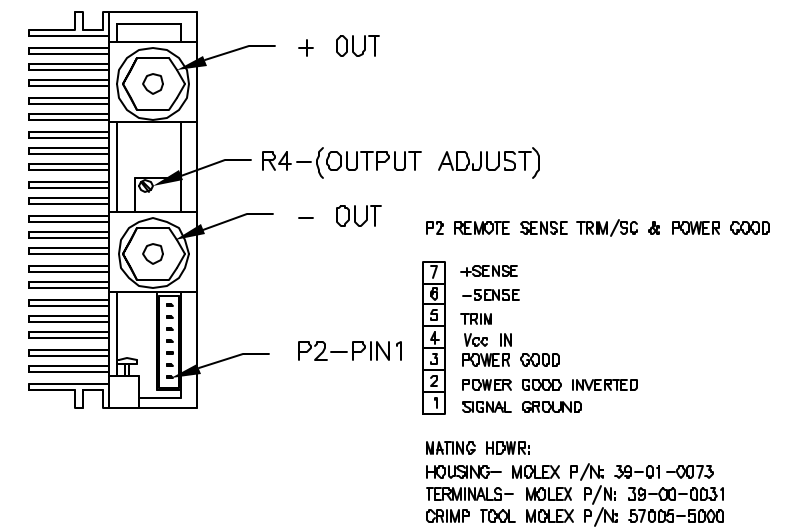 + OUT
R4-(OUTPUT ADJUST)
- OUT
P2-PIN1
P2 REMOTE SENSE TRIM/SC & POWER GOOD
7 +SENSE
6 -SENSE
5 TRIM
4 Vcc IN
3 POWER GOOD
2 POWER GOOD INVERTED
1 SIGNAL GROUND
MATING HDWR:
HOUSING- MOLEX P/N: 39-01-0073
TERMINALS- MOLEX P/N: 39-00-0031
CRIMP TOOL MOLEX P/N: 57005-5000